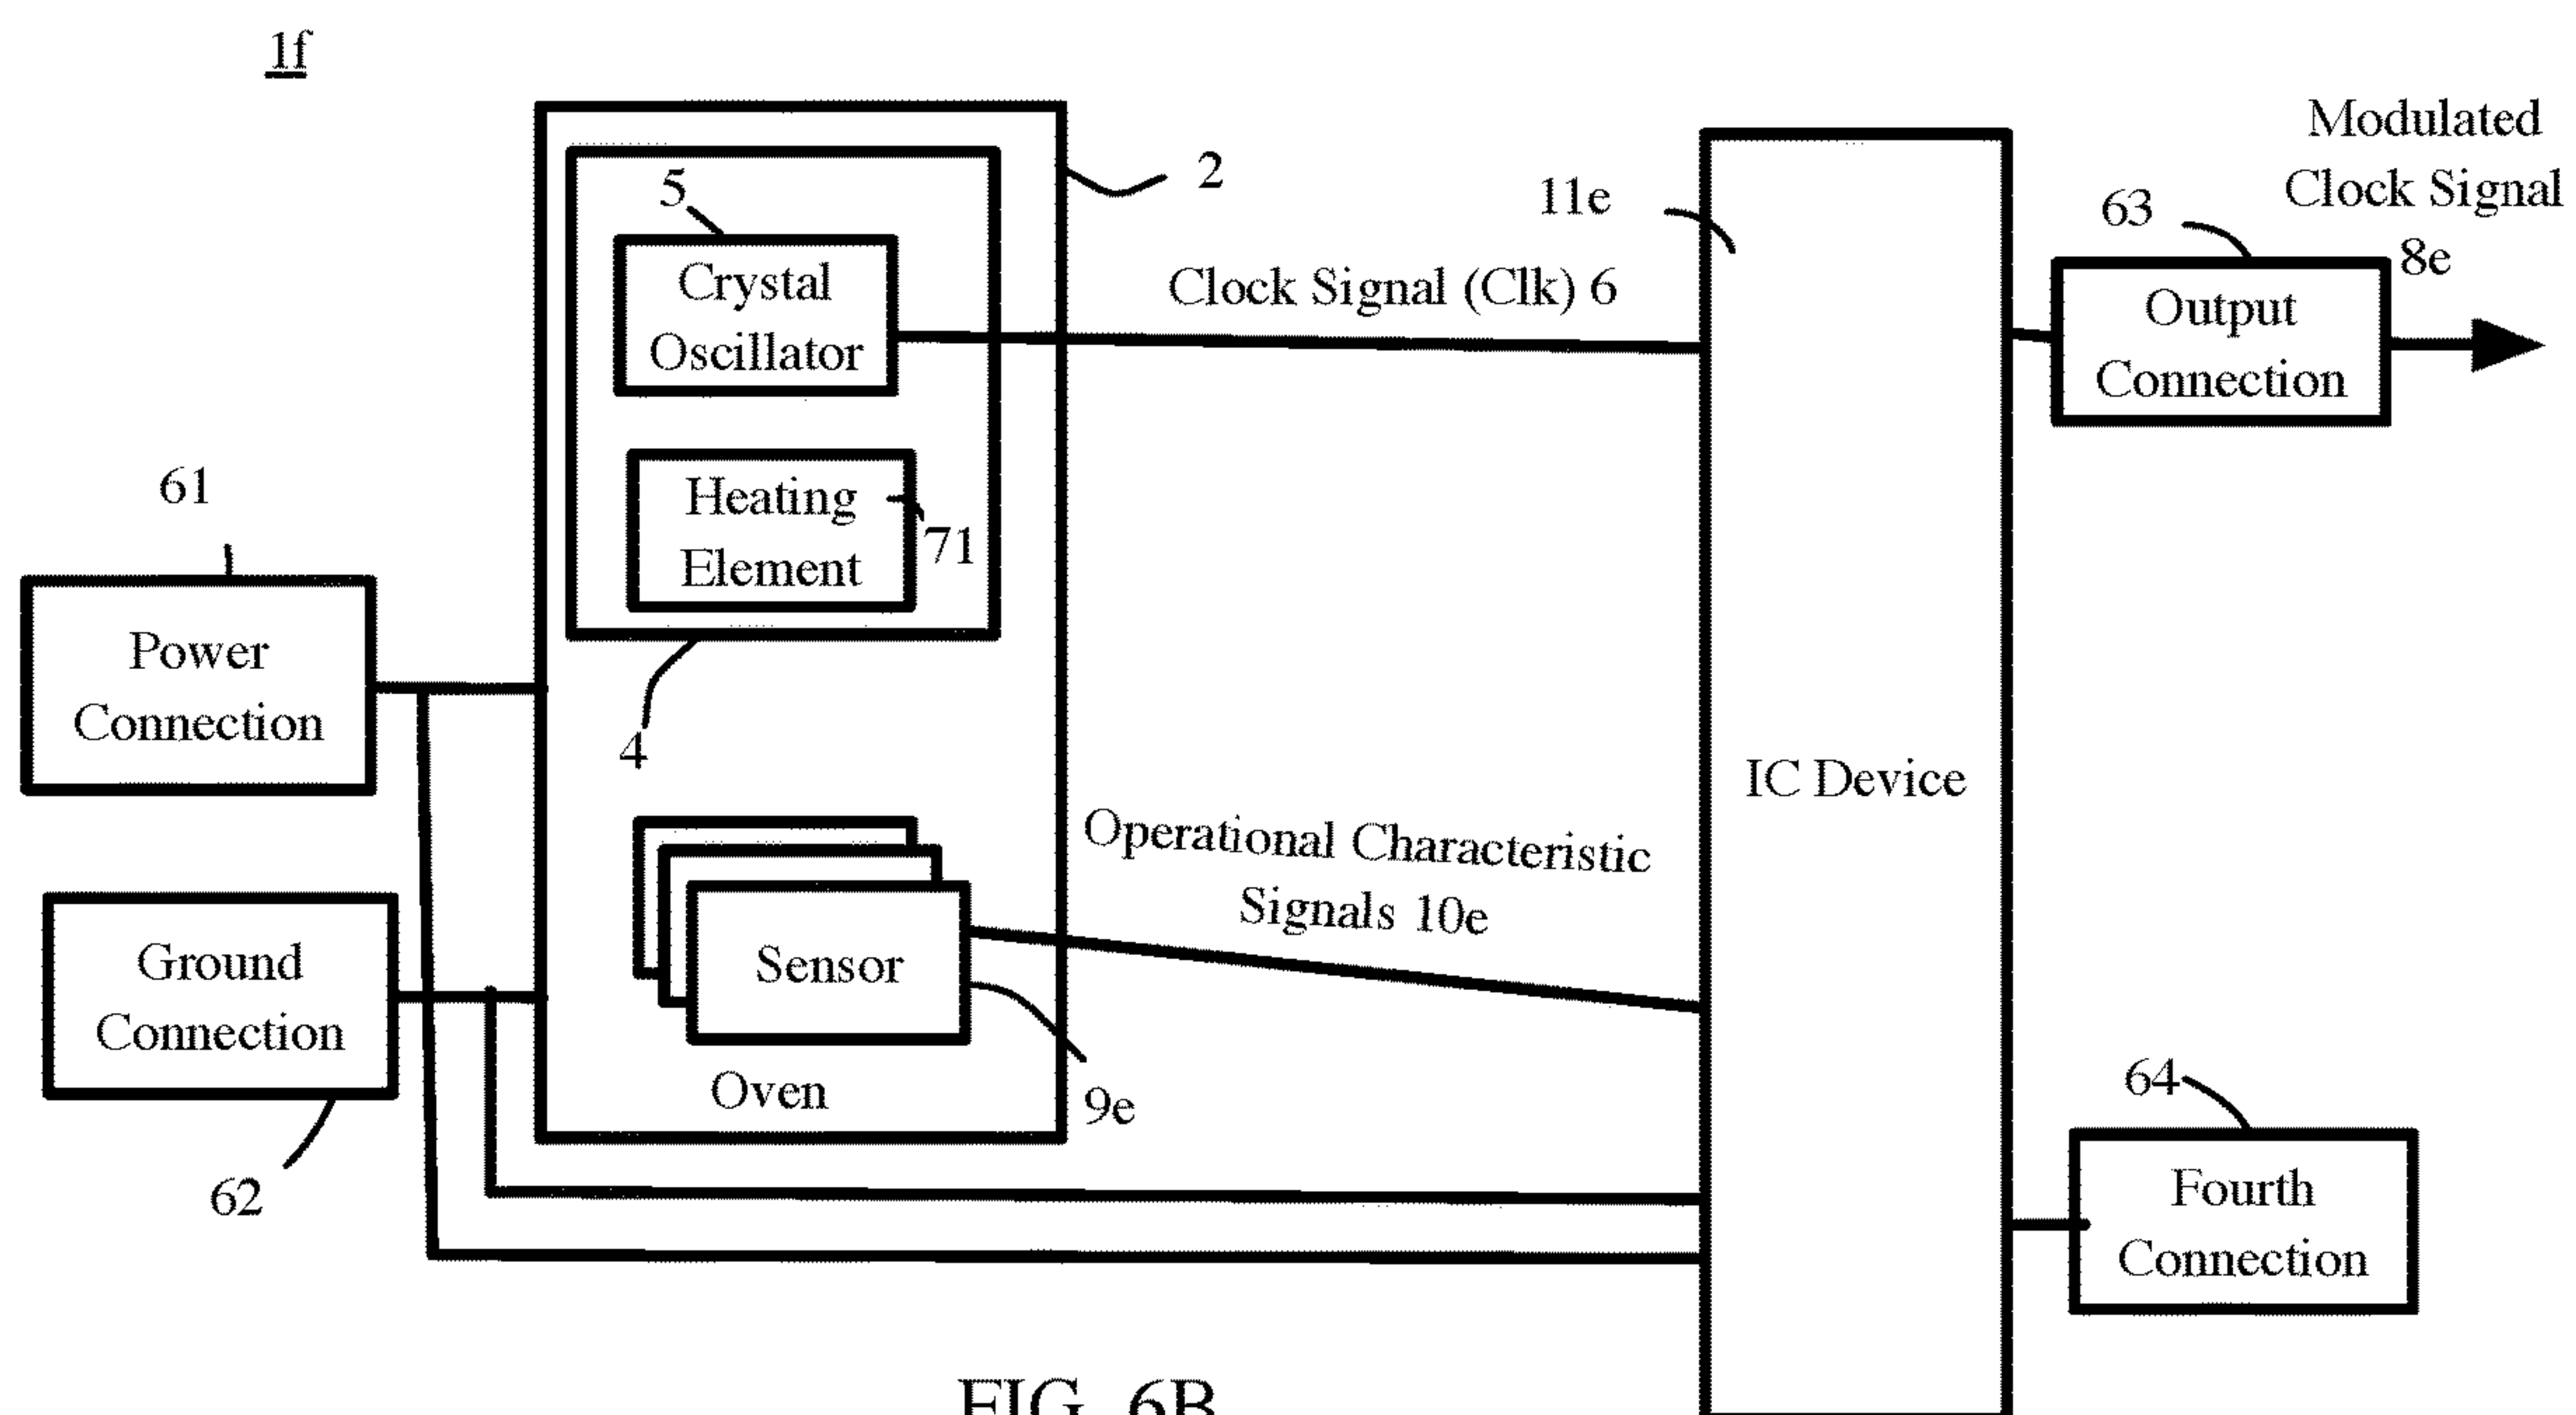 1f
Modulated
Clock Signal
8e
2
5
Crystal
Oscillator
11e
63
Clock Signal (Clk) 6
Output
Connection
61
Heating
Element
71
Power
Connection
4
IC Device
Operational Characteristic
Signals 10e
Ground
Connection
Sensor
Oven
9e
62
64
Fourth
Connection
FIG. 6B